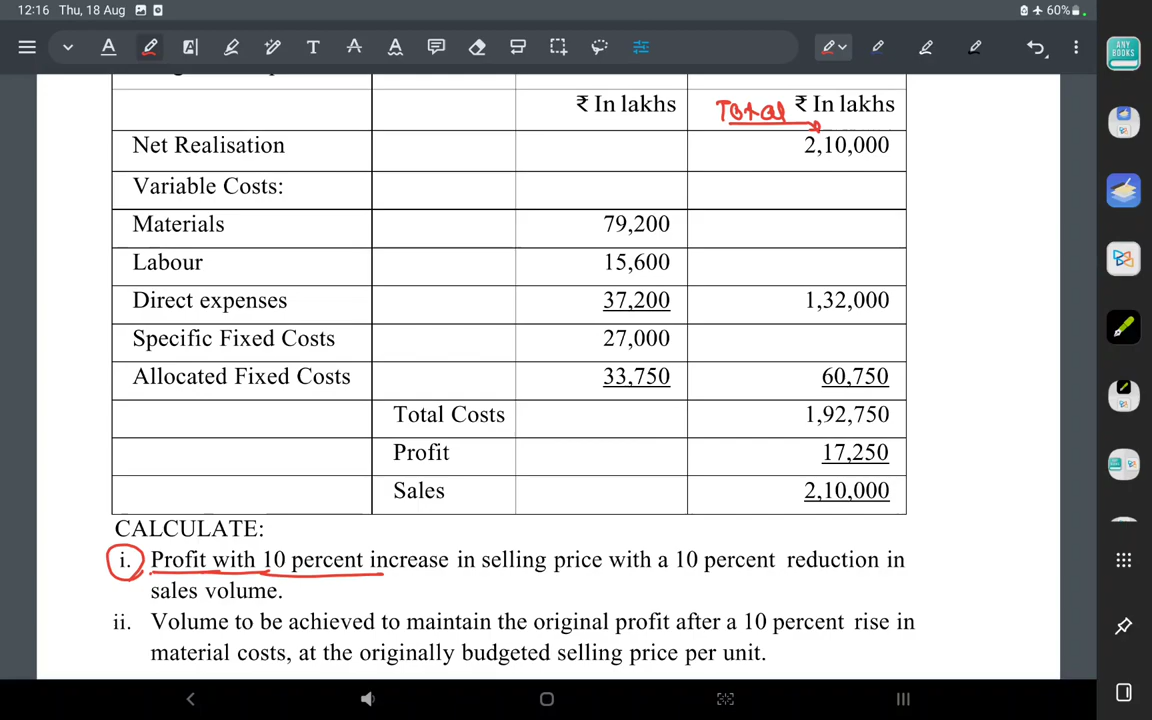 12:16 Thu, 18 Aug 60%
₹ In lakhs Total ₹ In lakhs
Net Realisation 2,10,000
Variable Costs:
Materials 79,200
Labour 15,600
Direct expenses 37,200 1,32,000
Specific Fixed Costs 27,000
Allocated Fixed Costs 33,750 60,750
Total Costs 1,92,750
Profit 17,250
Sales 2,10,000
CALCULATE:
i. Profit with 10 percent increase in selling price with a 10 percent reduction in
sales volume.
ii. Volume to be achieved to maintain the original profit after a 10 percent rise in
material costs, at the originally budgeted selling price per unit.
ANY
BOOKS